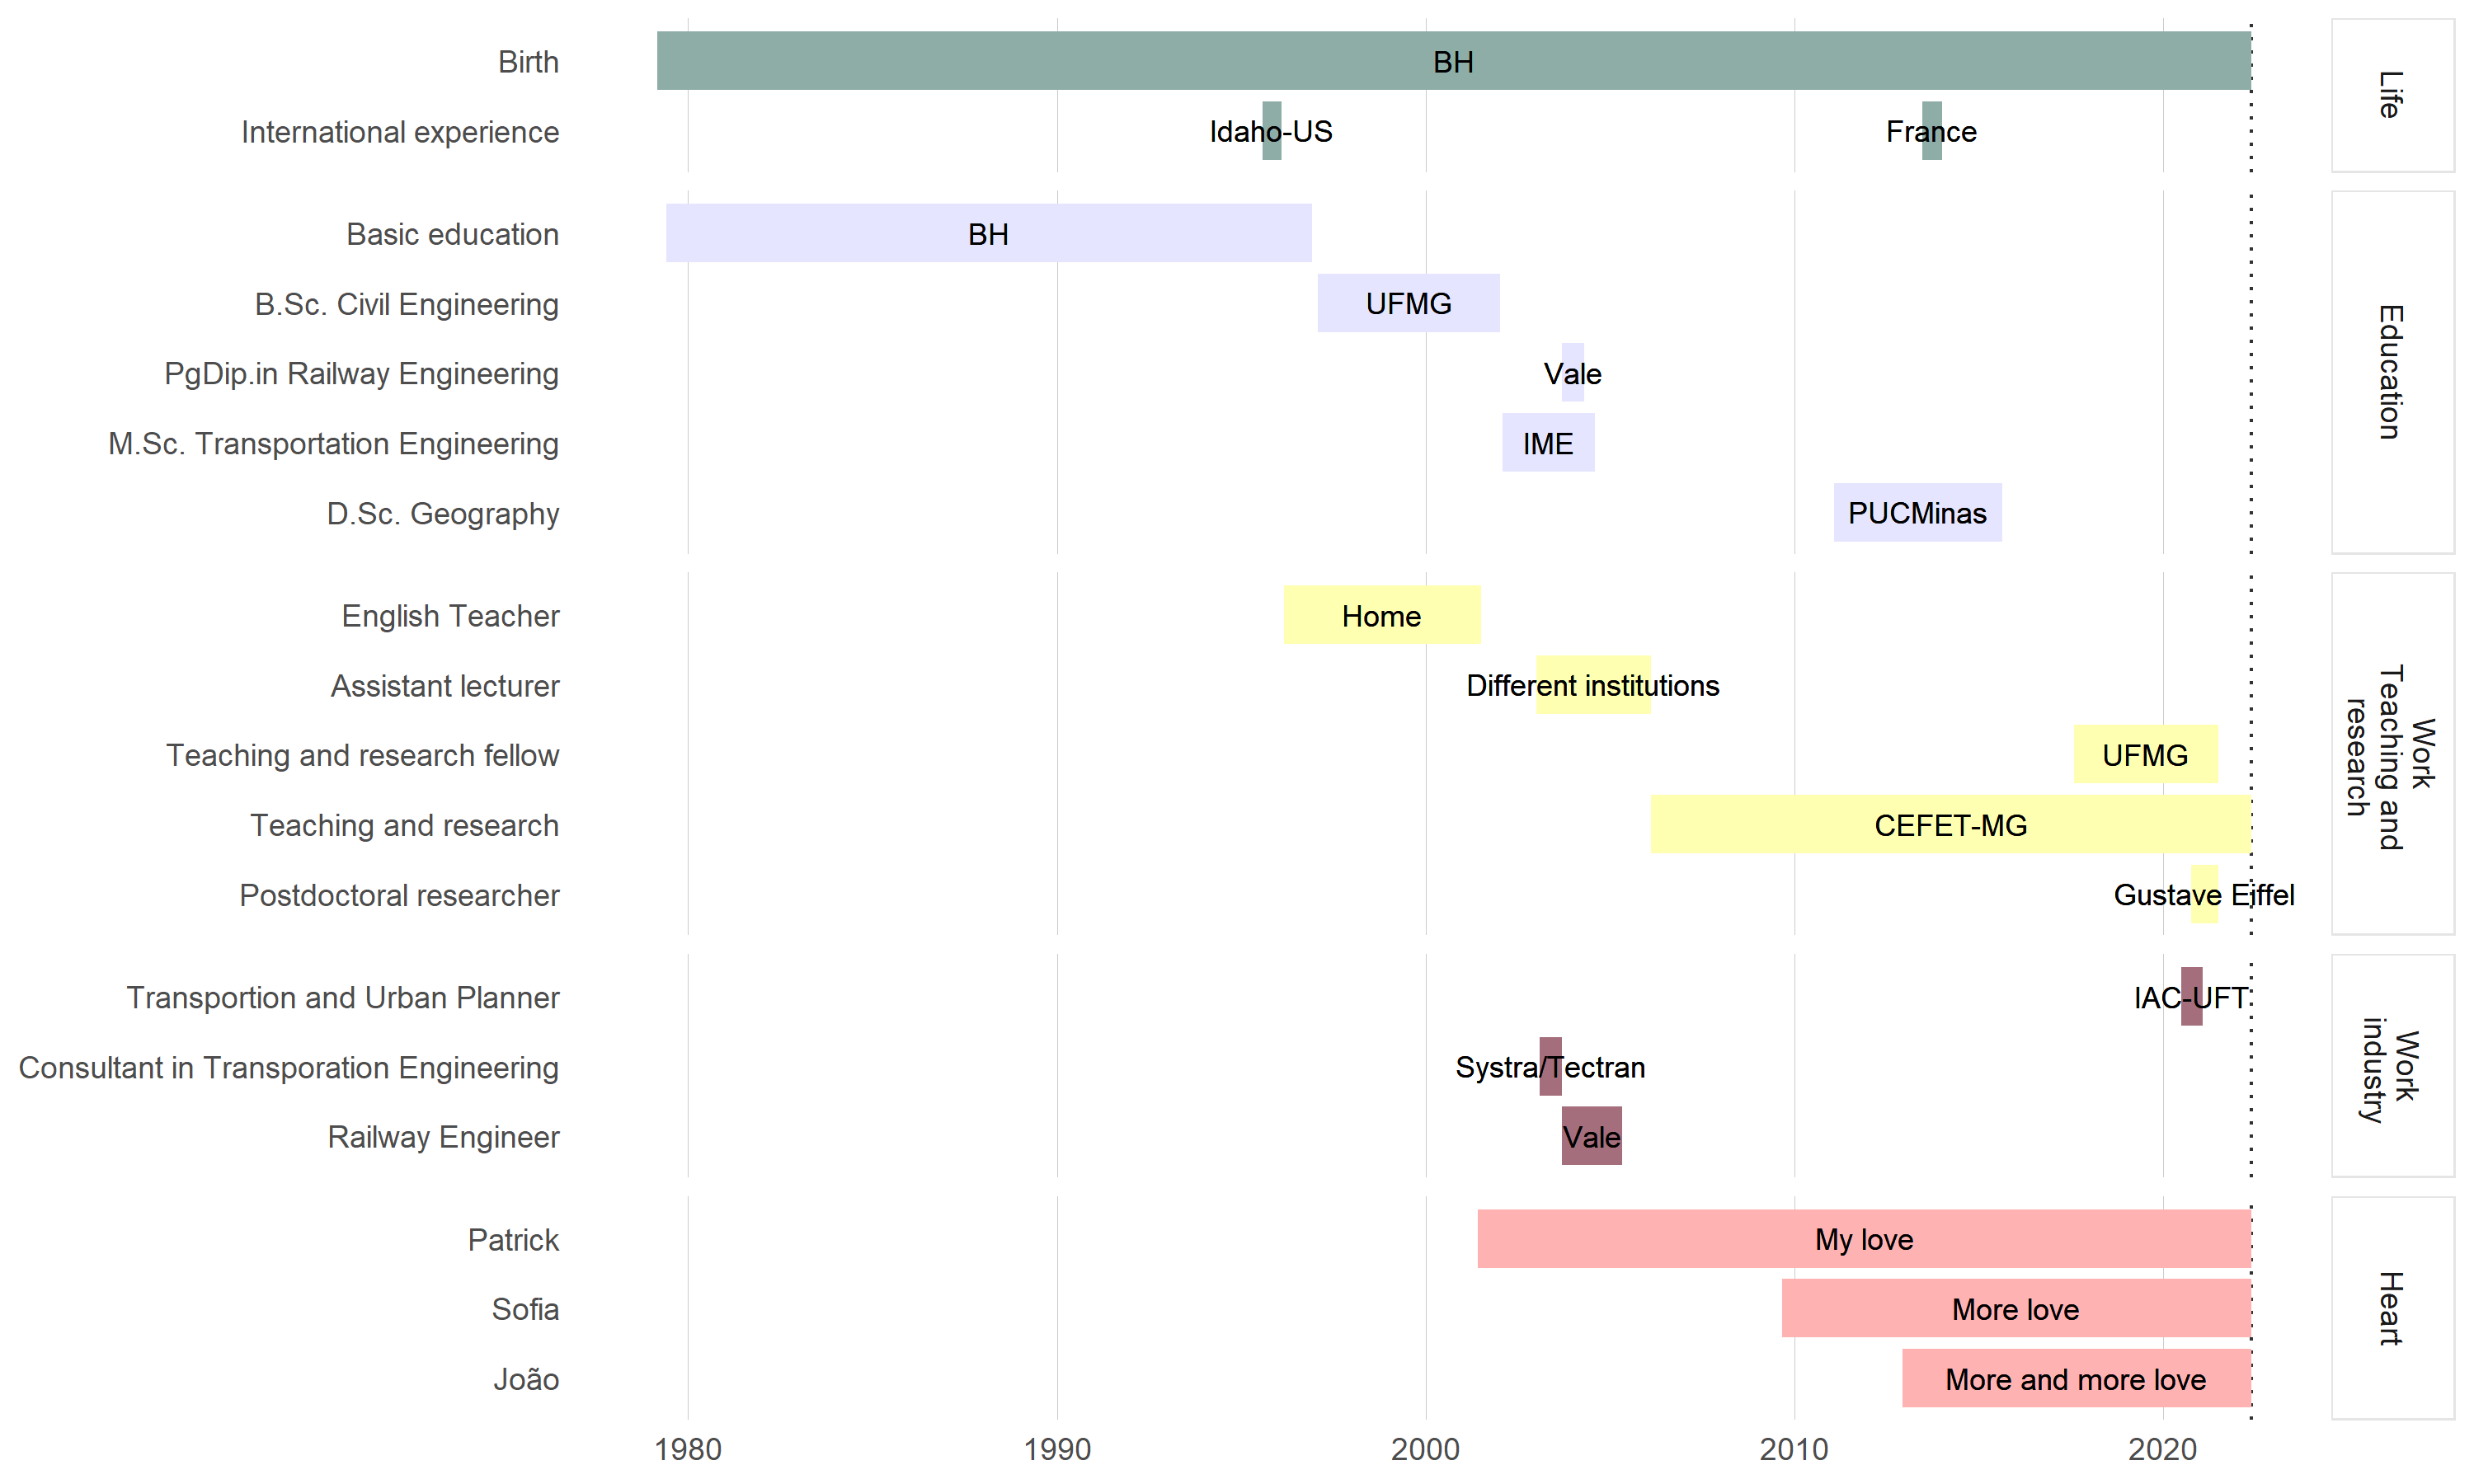 Birth
BH
International experience
Idaho-US
France
Life
Basic education
BH
B.Sc. Civil Engineering
UFMG
PgDip.in Railway Engineering
Vale
M.Sc. Transportation Engineering
IME
D.Sc. Geography
PUCMinas
Education
English Teacher
Home
Assistant lecturer
Different institutions
Teaching and research fellow
UFMG
Teaching and research
CEFET-MG
Postdoctoral researcher
Gustave Eiffel
Work
Teaching and
research
Transportion and Urban Planner
IAC-UFT
Consultant in Transporation Engineering
Systra/Tectran
Railway Engineer
Vale
Work
industry
Patrick
My love
Sofia
More love
João
More and more love
Heart
1980
1990
2000
2010
2020